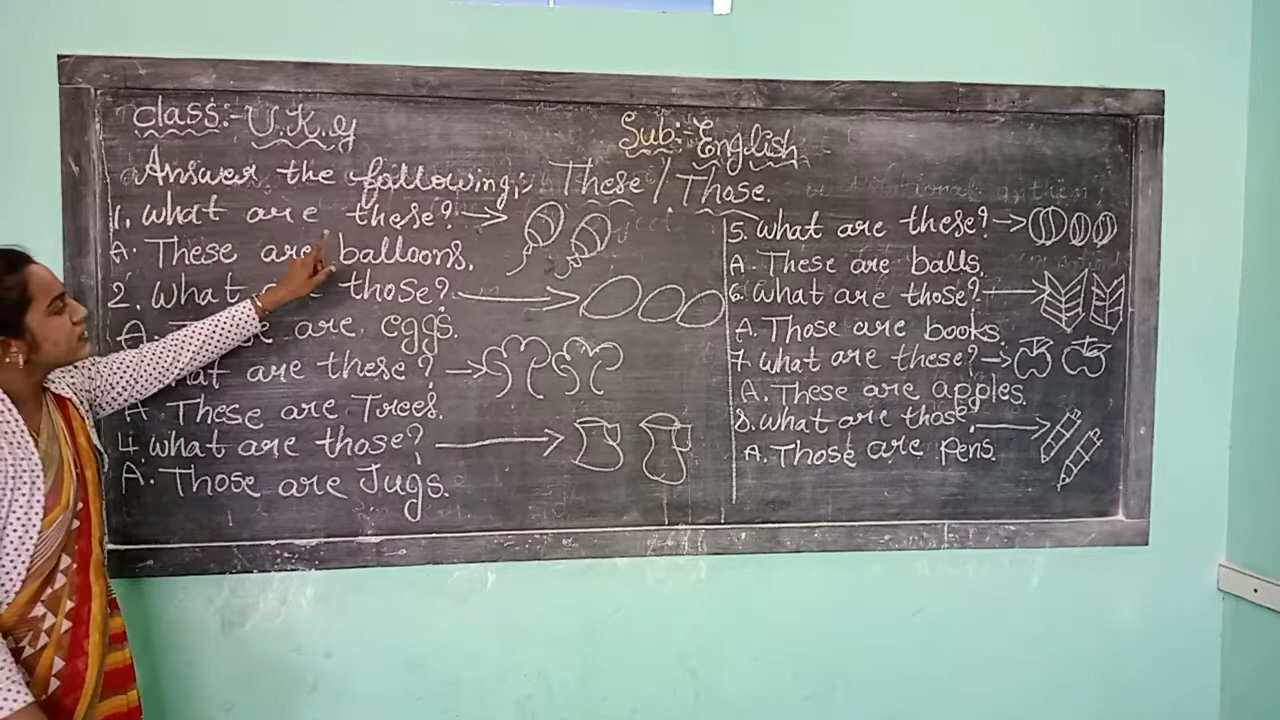 Class:- U.K.G
Sub:- English
Answer the following:- These / Those.
1. What are these?
A. These are balloons.
2. What are those?
A. Those are eggs.
What are these?
A. These are Trees.
4. What are those?
A. Those are Jugs.
5. What are these?
A. These are balls.
6. What are those?
A. Those are books.
7. What are these?
A. These are apples.
8. What are those?
A. Those are pens.